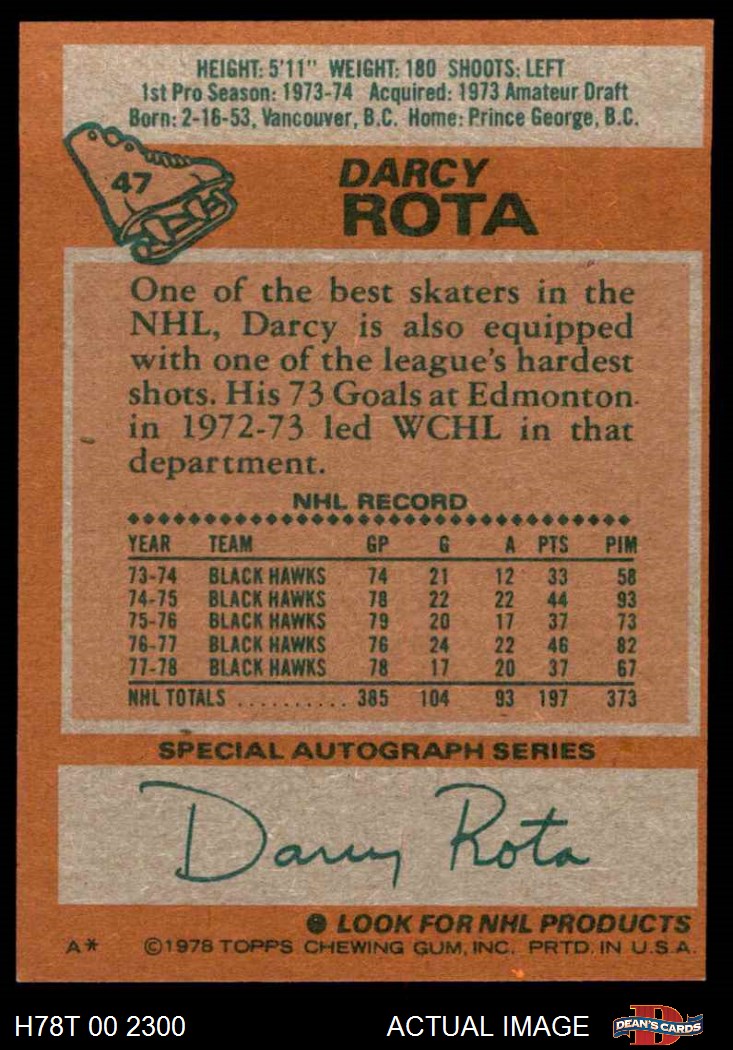 HEIGHT: 5'11" WEIGHT: 180 SHOOTS: LEFT
1st Pro Season: 1973-74 Acquired: 1973 Amateur Draft
Born: 2-16-53, Vancouver, B.C. Home: Prince George, B.C.
47
DARCY
ROTA
One of the best skaters in the
NHL, Darcy is also equipped
with one of the league's hardest
shots. His 73 Goals at Edmonton
in 1972-73 led WCHL in that
department.
NHL RECORD
YEAR TEAM GP G A PTS PIM
73-74 BLACK HAWKS 74 21 12 33 58
74-75 BLACK HAWKS 78 22 22 44 93
75-76 BLACK HAWKS 79 20 17 37 73
76-77 BLACK HAWKS 76 24 22 46 82
77-78 BLACK HAWKS 78 17 20 37 67
NHL TOTALS .......... 385 104 93 197 373
SPECIAL AUTOGRAPH SERIES
Darcy Rota
LOOK FOR NHL PRODUCTS
A* ©1978 TOPPS CHEWING GUM, INC. PRTD. IN U.S.A.
H78T 00 2300 ACTUAL IMAGE DEAN'S CARDS